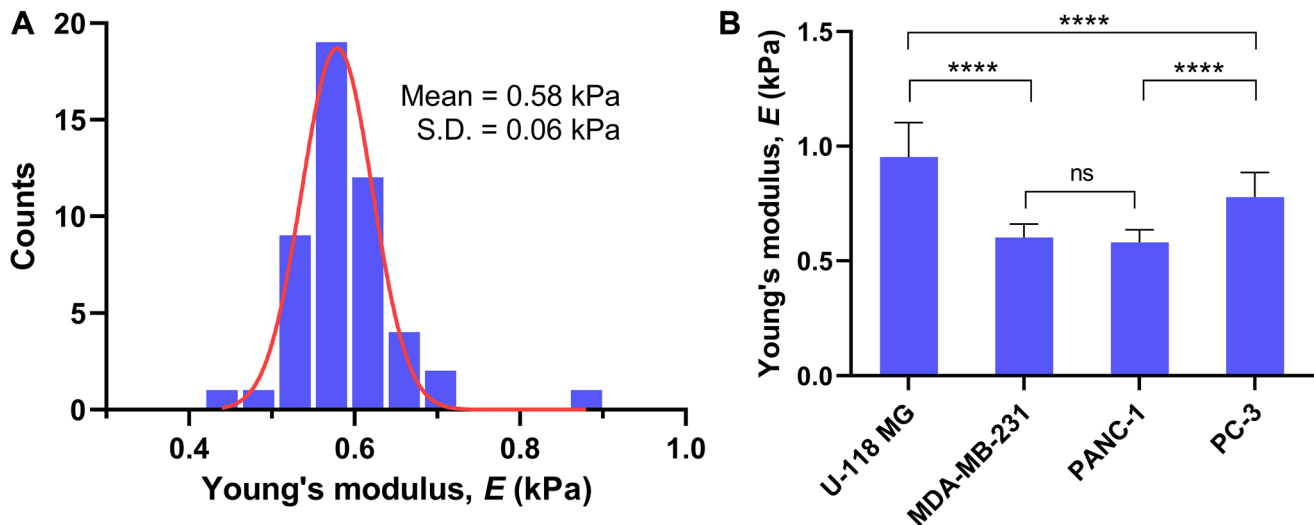 A
20
15
10
5
0
Counts
Mean = 0.58 kPa
S.D. = 0.06 kPa
0.4 0.6 0.8 1.0
Young's modulus, E (kPa)
B
Young's modulus, E (kPa)
1.5
1.0
0.5
0.0
****
**** ****
ns
U-118 MG
MDA-MB-231
PANC-1
PC-3